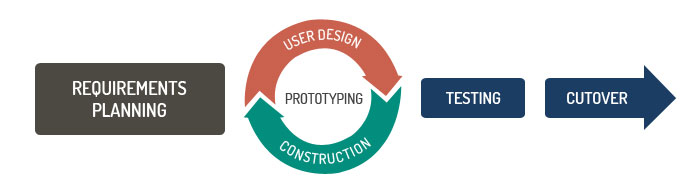 REQUIREMENTS
PLANNING
USER DESIGN
PROTOTYPING
CONSTRUCTION
TESTING
CUTOVER